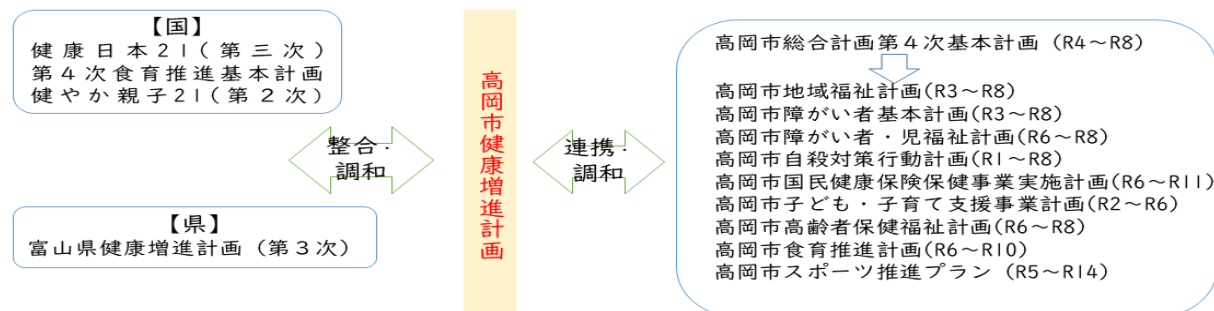 【国】
健康日本21(第三次)
第4次食育推進基本計画
健やか親子21(第2次)
整合・
調和
【県】
富山県健康増進計画(第3次)
高岡市健康増進計画
連携・
調和
高岡市総合計画第4次基本計画(R4～R8)
高岡市地域福祉計画(R3～R8)
高岡市障がい者基本計画(R3～R8)
高岡市障がい者・児福祉計画(R6～R8)
高岡市自殺対策行動計画(R1～R8)
高岡市国民健康保険保健事業実施計画(R6～R11)
高岡市子ども・子育て支援事業計画(R2～R6)
高岡市高齢者保健福祉計画(R6～R8)
高岡市食育推進計画(R6～R10)
高岡市スポーツ推進プラン(R5～R14)